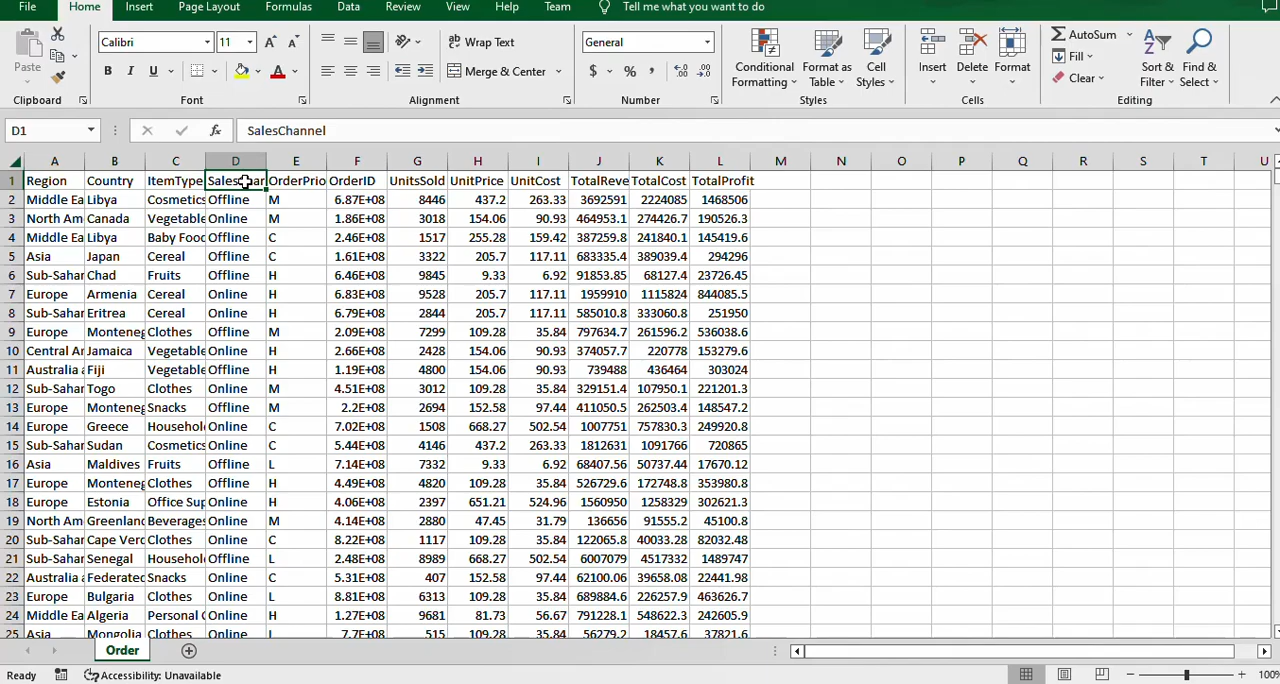 File Home Insert Page Layout Formulas Data Review View Help Team Tell me what you want to do
Calibri 11 A A Wrap Text General AutoSum
Paste Conditional Format as Cell Insert Delete Format Fill Sort & Find &
B I U A Merge & Center $ % , Formatting Table Styles Clear Filter Select
Clipboard Font Alignment Number Styles Cells Editing
D1 fx SalesChannel
A B C D E F G H I J K L M N O P Q R S T U
1 Region Country ItemType SalesChar OrderPrio OrderID UnitsSold UnitPrice UnitCost TotalReve TotalCost TotalProfit
2 Middle Ea Libya Cosmetics Offline M 6.87E+08 8446 437.2 263.33 3692591 2224085 1468506
3 North Am Canada Vegetable Online M 1.86E+08 3018 154.06 90.93 464953.1 274426.7 190526.3
4 Middle Ea Libya Baby Food Offline C 2.46E+08 1517 255.28 159.42 387259.8 241840.1 145419.6
5 Asia Japan Cereal Offline C 1.61E+08 3322 205.7 117.11 683335.4 389039.4 294296
6 Sub-Sahar Chad Fruits Offline H 6.46E+08 9845 9.33 6.92 91853.85 68127.4 23726.45
7 Europe Armenia Cereal Online H 6.83E+08 9528 205.7 117.11 1959910 1115824 844085.5
8 Sub-Sahar Eritrea Cereal Online H 6.79E+08 2844 205.7 117.11 585010.8 333060.8 251950
9 Europe Monteneg Clothes Offline M 2.09E+08 7299 109.28 35.84 797634.7 261596.2 536038.6
10 Central Ar Jamaica Vegetable Online H 2.66E+08 2428 154.06 90.93 374057.7 220778 153279.6
11 Australia a Fiji Vegetable Offline H 1.19E+08 4800 154.06 90.93 739488 436464 303024
12 Sub-Sahar Togo Clothes Online M 4.51E+08 3012 109.28 35.84 329151.4 107950.1 221201.3
13 Europe Monteneg Snacks Offline M 2.2E+08 2694 152.58 97.44 411050.5 262503.4 148547.2
14 Europe Greece Househol Online C 7.02E+08 1508 668.27 502.54 1007751 757830.3 249920.8
15 Sub-Sahar Sudan Cosmetics Online C 5.44E+08 4146 437.2 263.33 1812631 1091766 720865
16 Asia Maldives Fruits Offline L 7.14E+08 7332 9.33 6.92 68407.56 50737.44 17670.12
17 Europe Monteneg Clothes Offline H 4.49E+08 4820 109.28 35.84 526729.6 172748.8 353980.8
18 Europe Estonia Office Sup Online H 4.06E+08 2397 651.21 524.96 1560950 1258329 302621.3
19 North Am Greenland Beverages Online M 4.14E+08 2880 47.45 31.79 136656 91555.2 45100.8
20 Sub-Sahar Cape Verd Clothes Online C 8.22E+08 1117 109.28 35.84 122065.8 40033.28 82032.48
21 Sub-Sahar Senegal Househol Offline L 2.48E+08 8989 668.27 502.54 6007079 4517332 1489747
22 Australia a Federated Snacks Online C 5.31E+08 407 152.58 97.44 62100.06 39658.08 22441.98
23 Europe Bulgaria Clothes Online L 8.81E+08 6313 109.28 35.84 689884.6 226257.9 463626.7
24 Middle Ea Algeria Personal C Online H 1.27E+08 9681 81.73 56.67 791228.1 548622.3 242605.9
25 Asia Mongolia Clothes Online L 7.7E+08 515 109.28 35.84 56279.2 18457.6 37821.6
Order
Ready Accessibility: Unavailable 100%